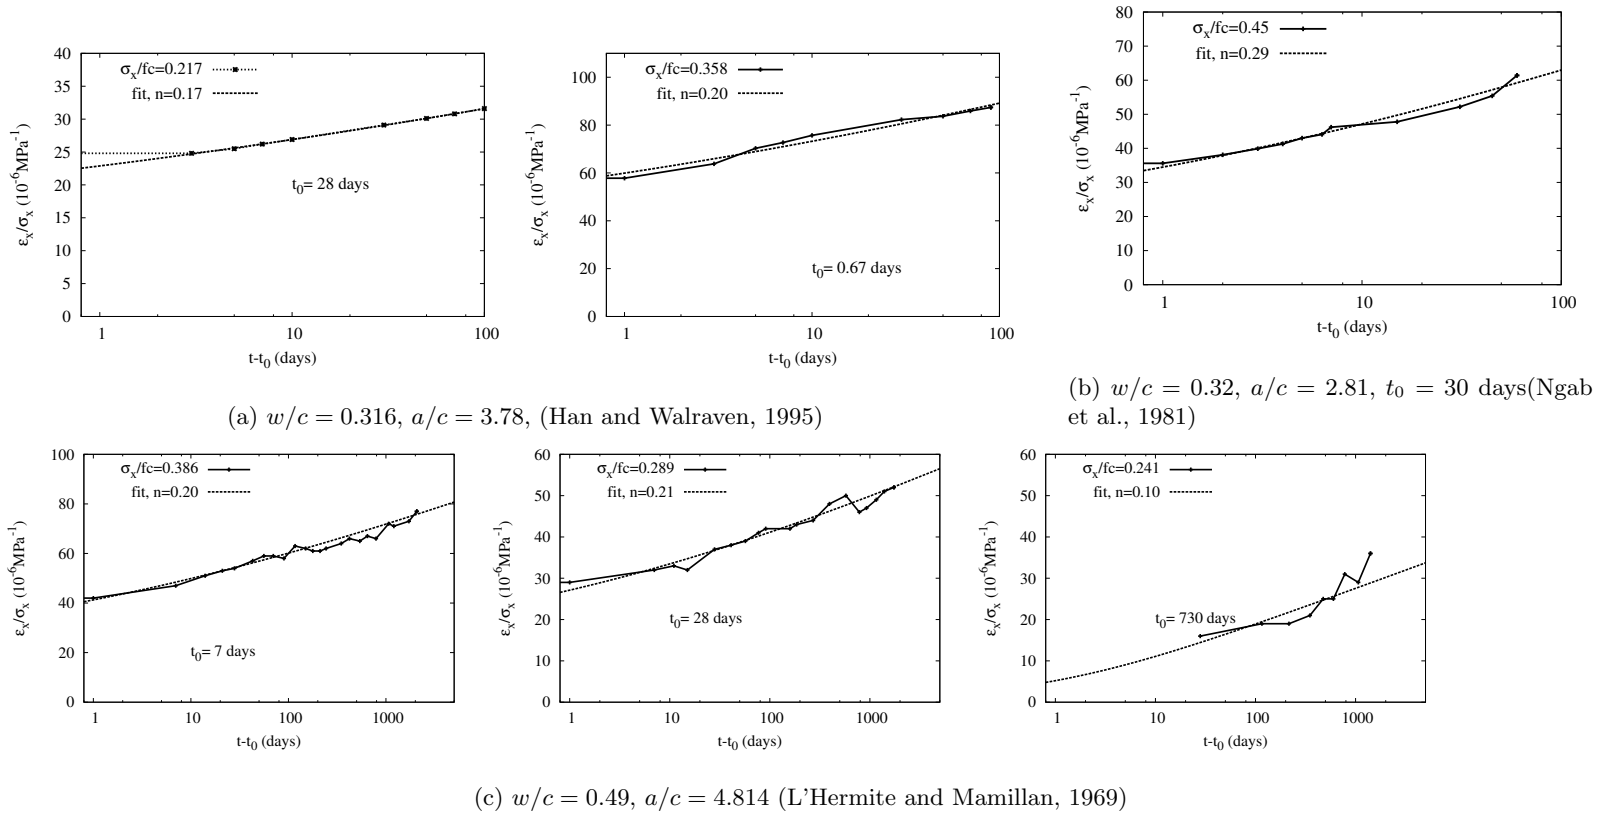 40
35
30
25
20
15
10
5
0
1
10
100
εx/σx (10-6MPa-1)
t-t0 (days)
σx/fc=0.217
fit, n=0.17
t0= 28 days
100
80
60
40
20
0
1
10
100
εx/σx (10-6MPa-1)
t-t0 (days)
σx/fc=0.358
fit, n=0.20
t0= 0.67 days
80
70
60
50
40
30
20
10
0
1
10
100
εx/σx (10-6MPa-1)
t-t0 (days)
σx/fc=0.45
fit, n=0.29
(a) w/c = 0.316, a/c = 3.78, (Han and Walraven, 1995)
(b) w/c = 0.32, a/c = 2.81, t0 = 30 days(Ngab
et al., 1981)
100
80
60
40
20
0
1
10
100
1000
εx/σx (10-6MPa-1)
t-t0 (days)
σx/fc=0.386
fit, n=0.20
t0= 7 days
60
50
40
30
20
10
0
1
10
100
1000
εx/σx (10-6MPa-1)
t-t0 (days)
σx/fc=0.289
fit, n=0.21
t0= 28 days
60
50
40
30
20
10
0
1
10
100
1000
εx/σx (10-6MPa-1)
t-t0 (days)
σx/fc=0.241
fit, n=0.10
t0= 730 days
(c) w/c = 0.49, a/c = 4.814 (L'Hermite and Mamillan, 1969)